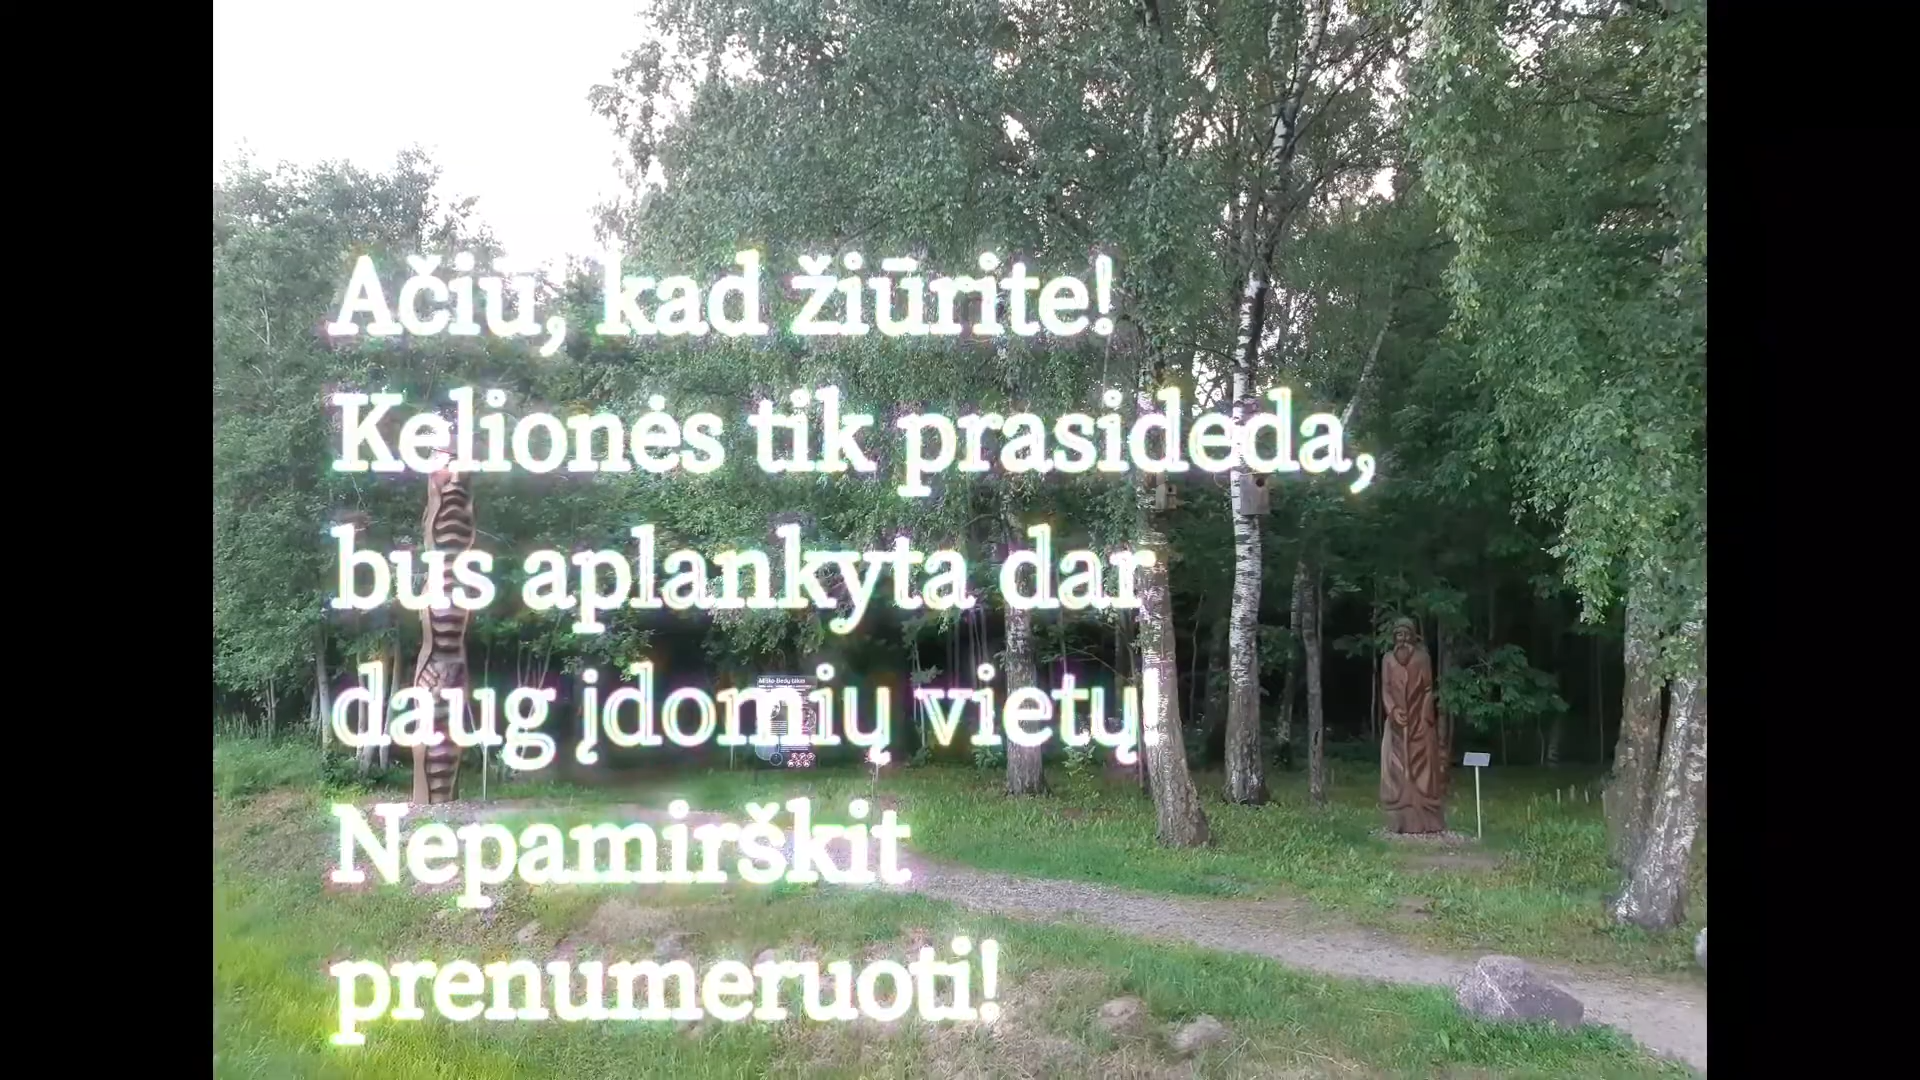 Ačiū, kad žiūrite!
Kelionės tik prasideda,
bus aplankyta dar
daug įdomių vietų!
Nepamirškit
prenumeruoti!